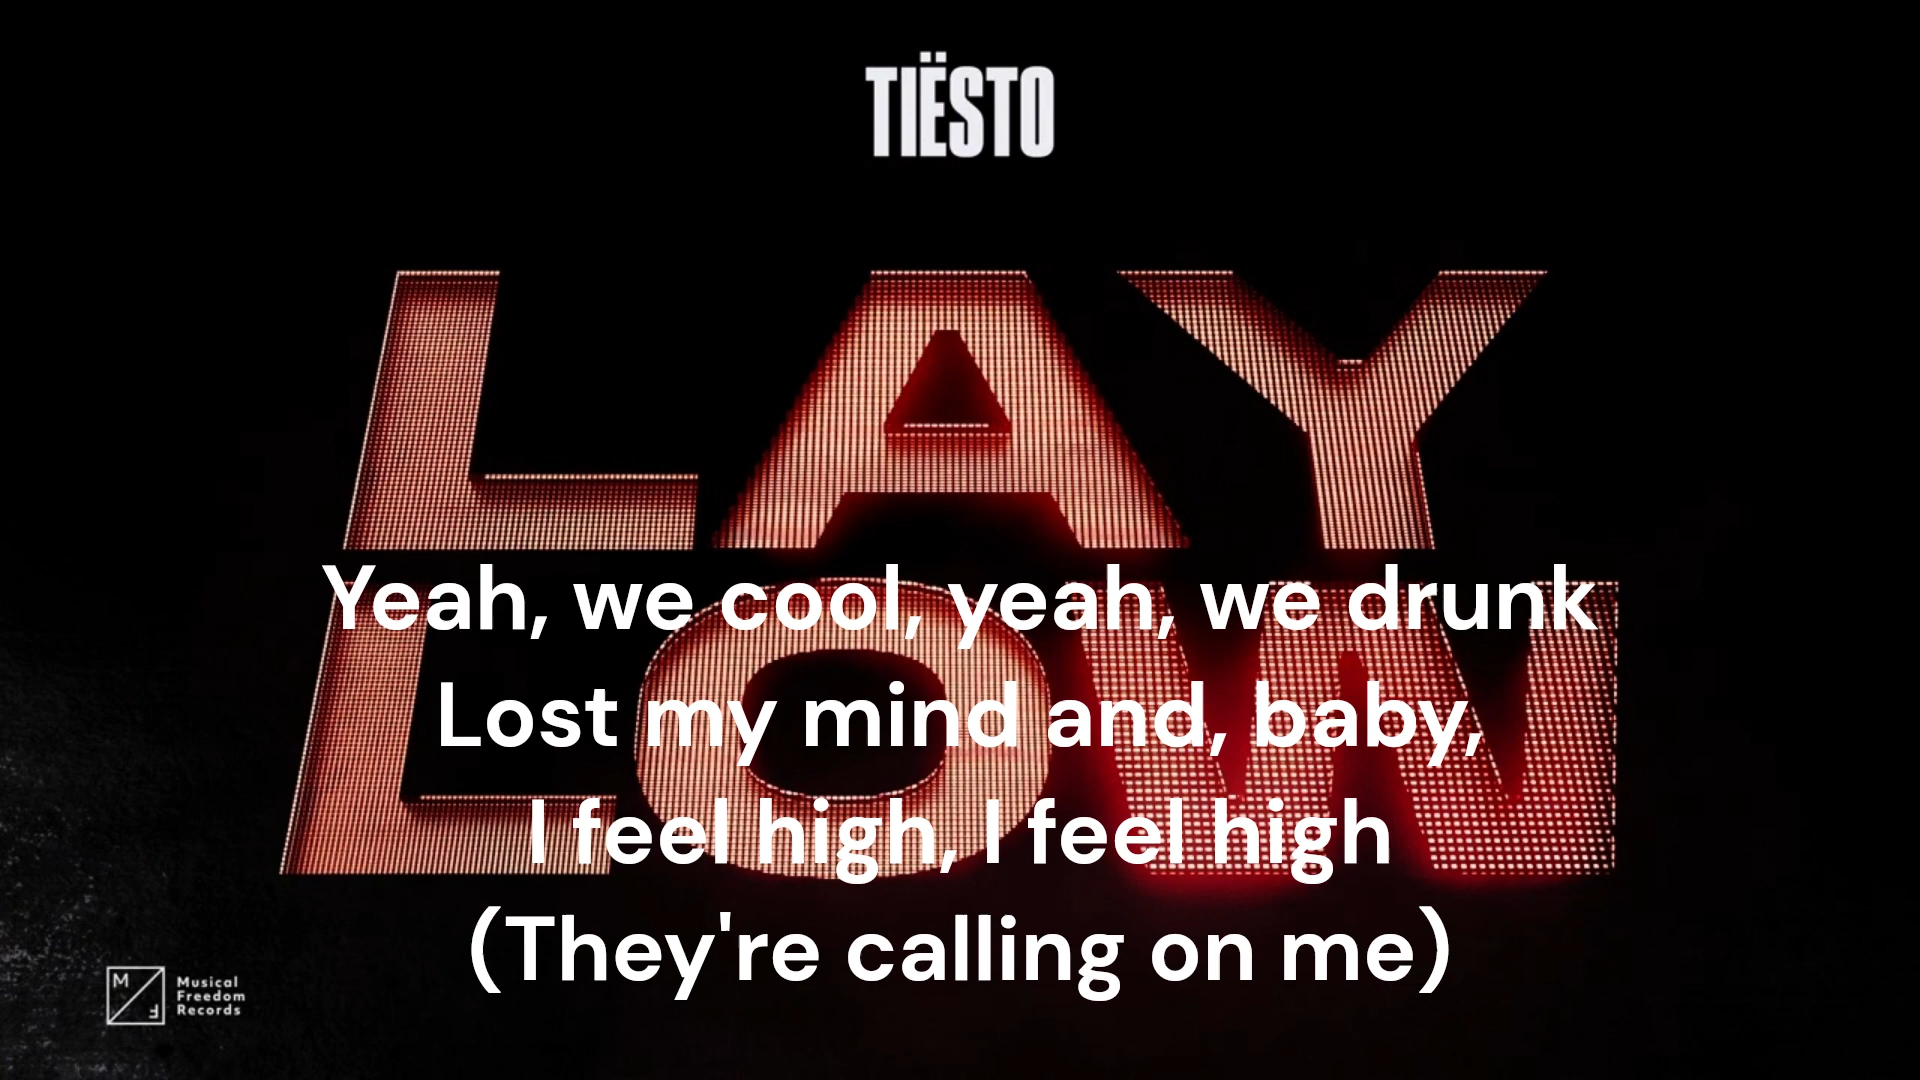 TIËSTO
LAY
LOW
Yeah, we cool, yeah, we drunk
Lost my mind and, baby,
I feel high, I feel high
(They're calling on me)
M
F
Musical
Freedom
Records